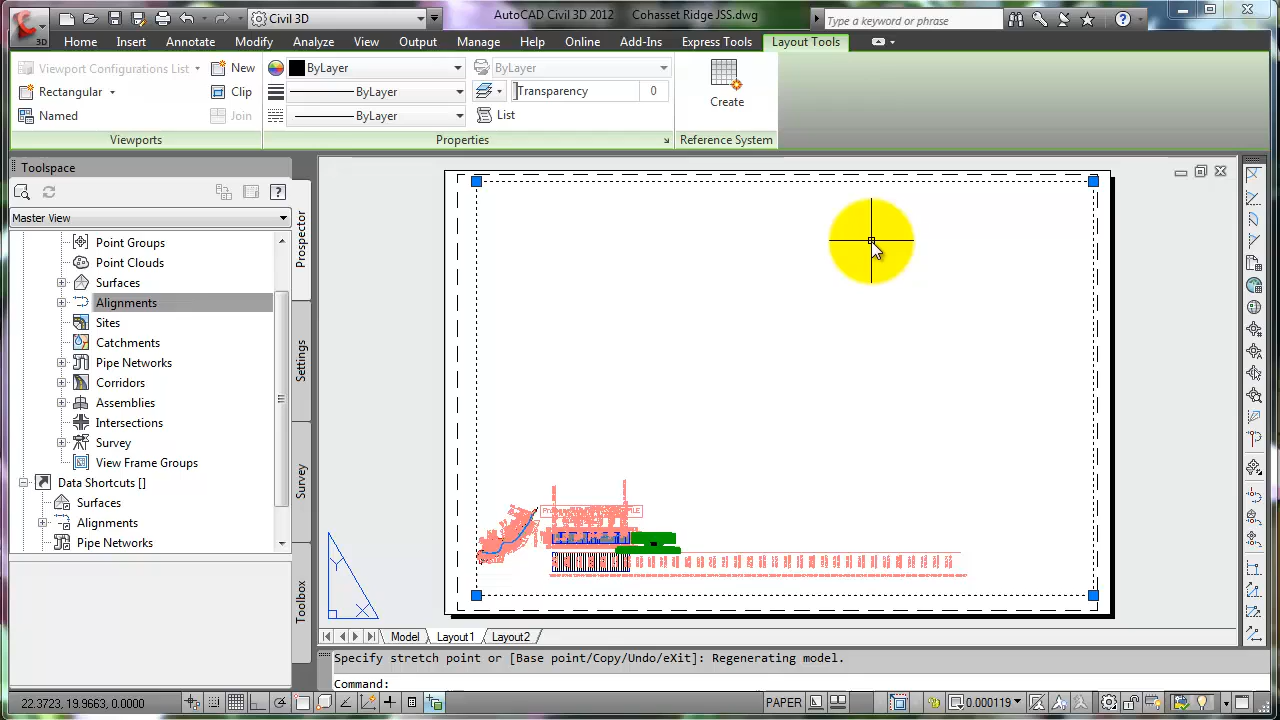 Civil 3D
AutoCAD Civil 3D 2012 Cohasset Ridge JSS.dwg
Type a keyword or phrase
3D
Home Insert Annotate Modify Analyze View Output Manage Help Online Add-Ins Express Tools Layout Tools
Viewport Configurations List New
Rectangular Clip
Named Join
Viewports
ByLayer
ByLayer
ByLayer
ByLayer
Transparency 0
List
Properties
Create
Reference System
Toolspace
Master View
Point Groups
Point Clouds
Surfaces
Alignments
Sites
Catchments
Pipe Networks
Corridors
Assemblies
Intersections
Survey
View Frame Groups
Data Shortcuts []
Surfaces
Alignments
Pipe Networks
Prospector
Settings
Survey
Toolbox
Y
X
Model Layout1 Layout2
Specify stretch point or [Base point/Copy/Undo/eXit]: Regenerating model.
Command:
22.3723, 19.9663, 0.0000
PAPER
0.000119